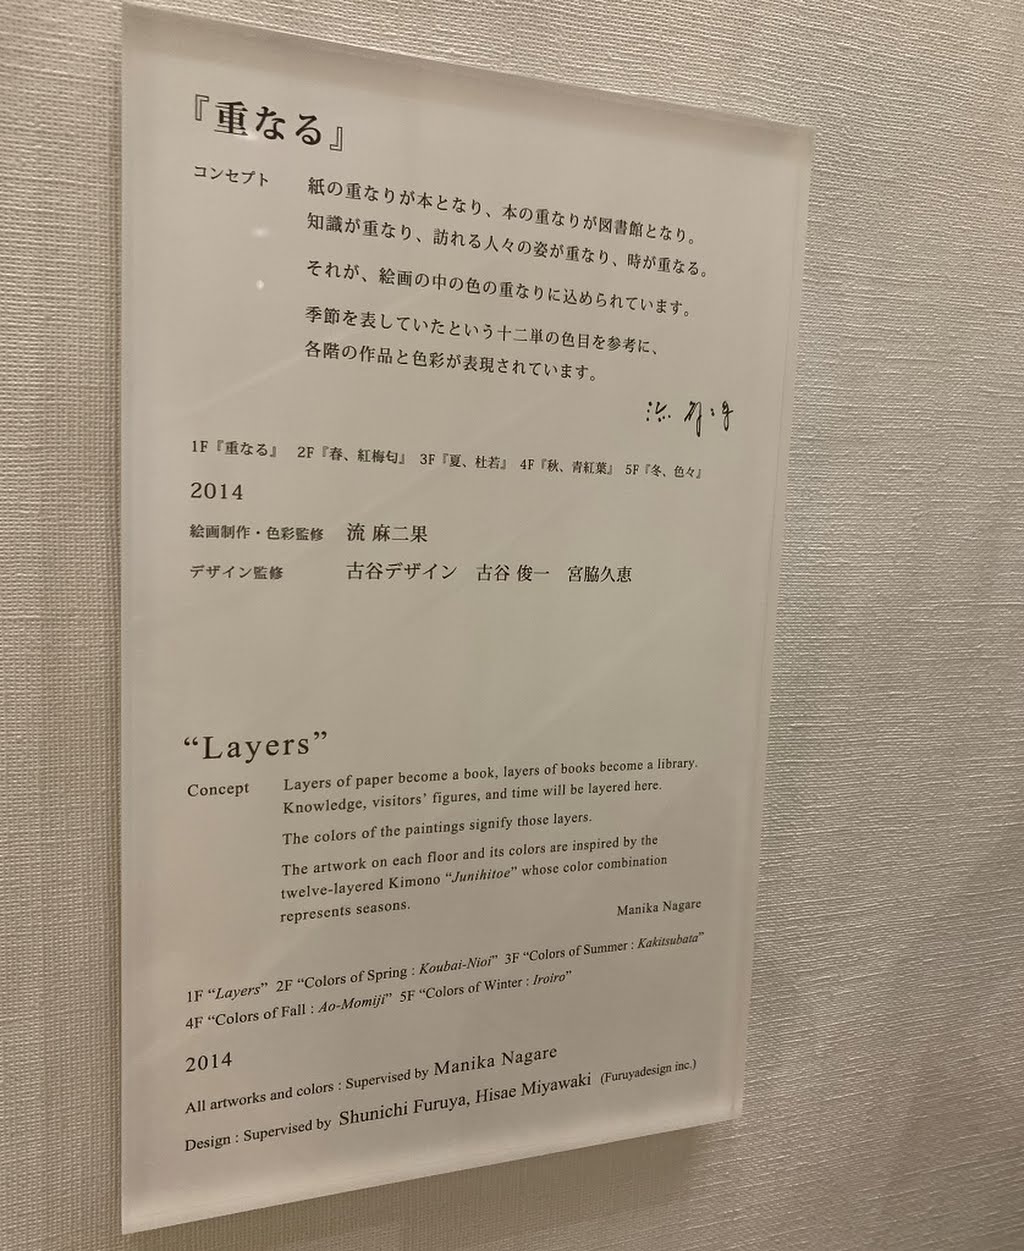 『重なる』
コンセプト
紙の重なりが本となり、本の重なりが図書館となり。
知識が重なり、訪れる人々の姿が重なり、時が重なる。
それが、絵画の中の色の重なりに込められています。
季節を表していたという十二単の色目を参考に、
各階の作品と色彩が表現されています。
1F『重なる』 2F『春、紅梅匂』 3F『夏、杜若』 4F『秋、青紅葉』 5F『冬、色々』
2014
絵画制作・色彩監修 流 麻二果
デザイン監修 古谷デザイン 古谷 俊一 宮脇久恵
“Layers”
Concept
Layers of paper become a book, layers of books become a library.
Knowledge, visitors’ figures, and time will be layered here.
The colors of the paintings signify those layers.
The artwork on each floor and its colors are inspired by the
twelve-layered Kimono “Junihitoe” whose color combination
represents seasons.
Manika Nagare
1F “Layers” 2F “Colors of Spring : Koubai-Nioi” 3F “Colors of Summer : Kakitsubata”
4F “Colors of Fall : Ao-Momiji” 5F “Colors of Winter : Iroiro”
2014
All artworks and colors : Supervised by Manika Nagare
Design : Supervised by Shunichi Furuya, Hisae Miyawaki (Furuyadesign inc.)